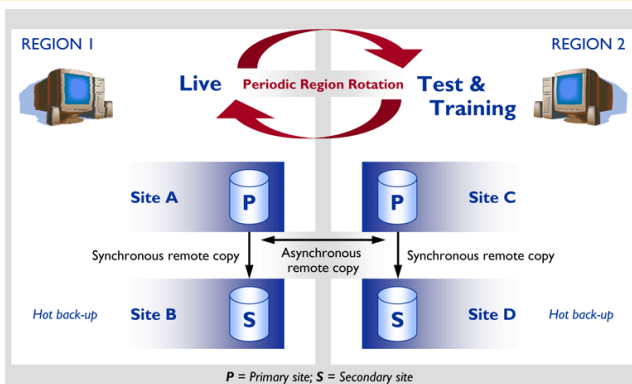 REGION 1
REGION 2
Live
Periodic Region Rotation
Test &
Training
Site A
P
P
Site C
Synchronous remote copy
Asynchronous
remote copy
Synchronous remote copy
Hot back-up
Site B
S
S
Site D
Hot back-up
P = Primary site; S = Secondary site